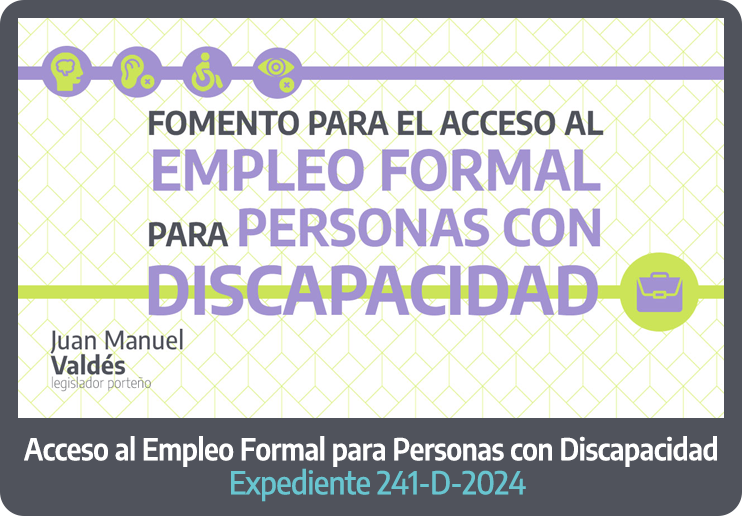 FOMENTO PARA EL ACCESO AL
EMPLEO FORMAL
PARA PERSONAS CON
DISCAPACIDAD
Juan Manuel
Valdés
legislador porteño
Acceso al Empleo Formal para Personas con Discapacidad
Expediente 241-D-2024